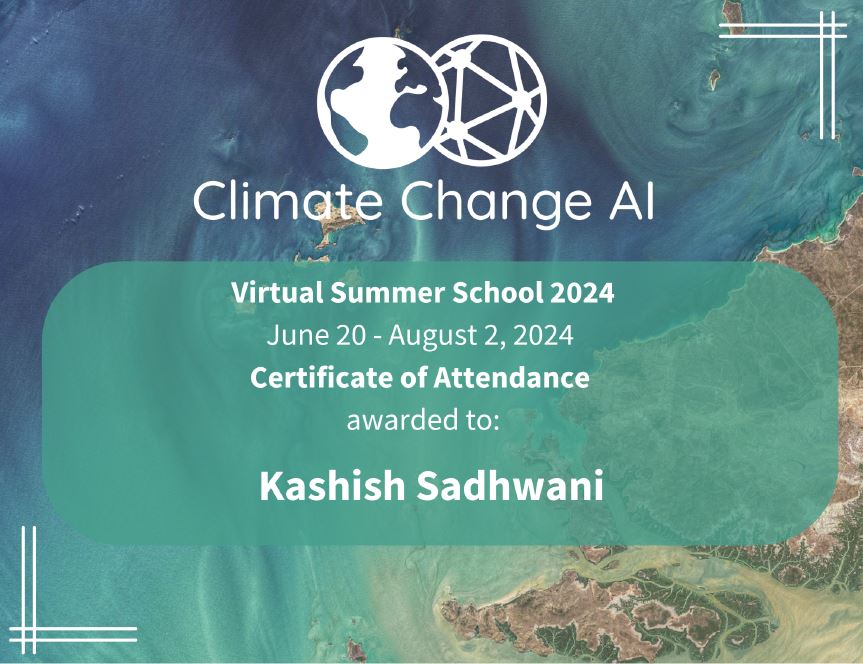 Climate Change AI
Virtual Summer School 2024
June 20 - August 2, 2024
Certificate of Attendance
awarded to:
Kashish Sadhwani